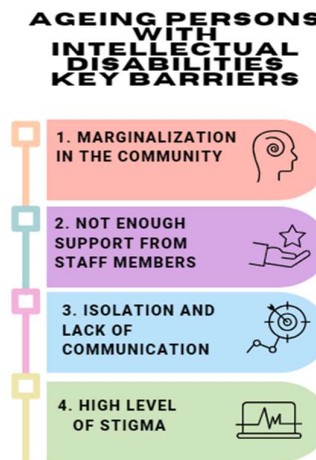 AGEING PERSONS
WITH
INTELLECTUAL
DISABILITIES
KEY BARRIERS
1. MARGINALIZATION
IN THE COMMUNITY
2. NOT ENOUGH
SUPPORT FROM
STAFF MEMBERS
3. ISOLATION AND
LACK OF
COMMUNICATION
4. HIGH LEVEL
OF STIGMA